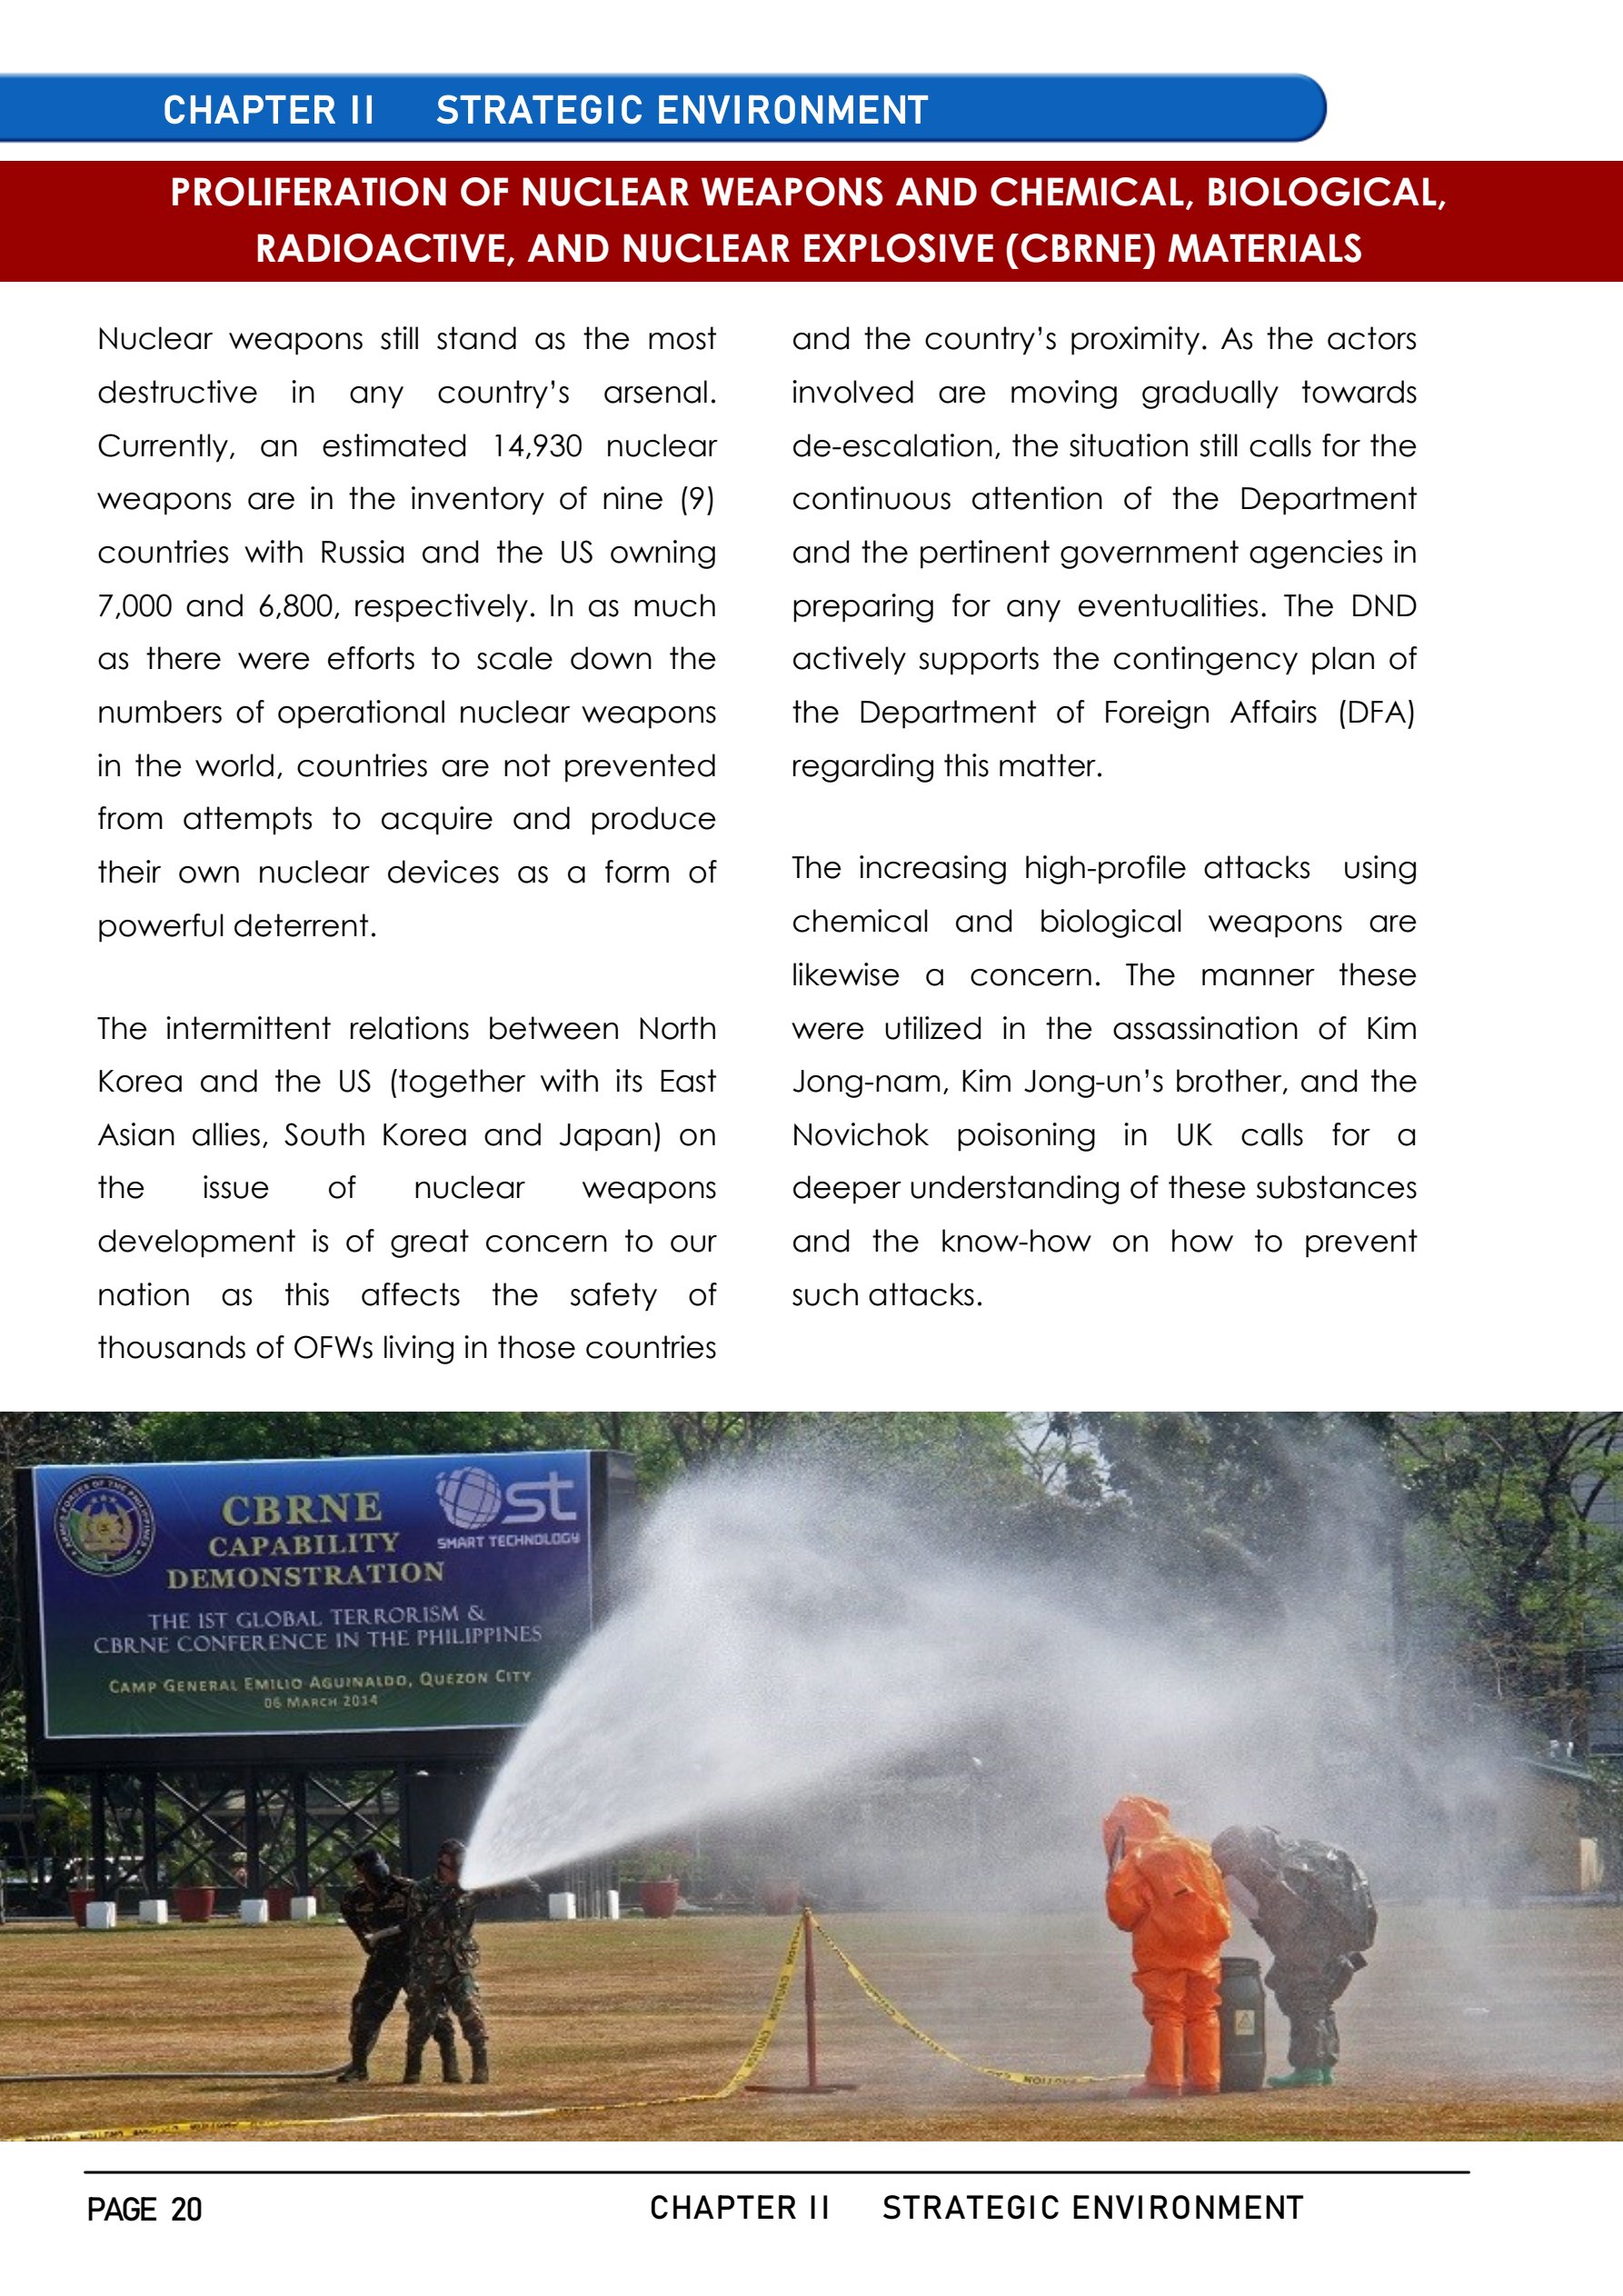 CHAPTER II STRATEGIC ENVIRONMENT
PROLIFERATION OF NUCLEAR WEAPONS AND CHEMICAL, BIOLOGICAL,
RADIOACTIVE, AND NUCLEAR EXPLOSIVE (CBRNE) MATERIALS
Nuclear weapons still stand as the most
destructive in any country's arsenal.
Currently, an estimated 14,930 nuclear
weapons are in the inventory of nine (9)
countries with Russia and the US owning
7,000 and 6,800, respectively. In as much
as there were efforts to scale down the
numbers of operational nuclear weapons
in the world, countries are not prevented
from attempts to acquire and produce
their own nuclear devices as a form of
powerful deterrent.
The intermittent relations between North
Korea and the US (together with its East
Asian allies, South Korea and Japan) on
the issue of nuclear weapons
development is of great concern to our
nation as this affects the safety of
thousands of OFWs living in those countries
and the country's proximity. As the actors
involved are moving gradually towards
de-escalation, the situation still calls for the
continuous attention of the Department
and the pertinent government agencies in
preparing for any eventualities. The DND
actively supports the contingency plan of
the Department of Foreign Affairs (DFA)
regarding this matter.
The increasing high-profile attacks using
chemical and biological weapons are
likewise a concern. The manner these
were utilized in the assassination of Kim
Jong-nam, Kim Jong-un's brother, and the
Novichok poisoning in UK calls for a
deeper understanding of these substances
and the know-how on how to prevent
such attacks.
ARMED FORCES OF THE PHILIPPINES
CBRNE
CAPABILITY
DEMONSTRATION
st
SMART TECHNOLOGY
THE 1ST GLOBAL TERRORISM &
CBRNE CONFERENCE IN THE PHILIPPINES
CAMP GENERAL EMILIO AGUINALDO, QUEZON CITY
06 MARCH 2014
CAUTION
PAGE 20 CHAPTER II STRATEGIC ENVIRONMENT